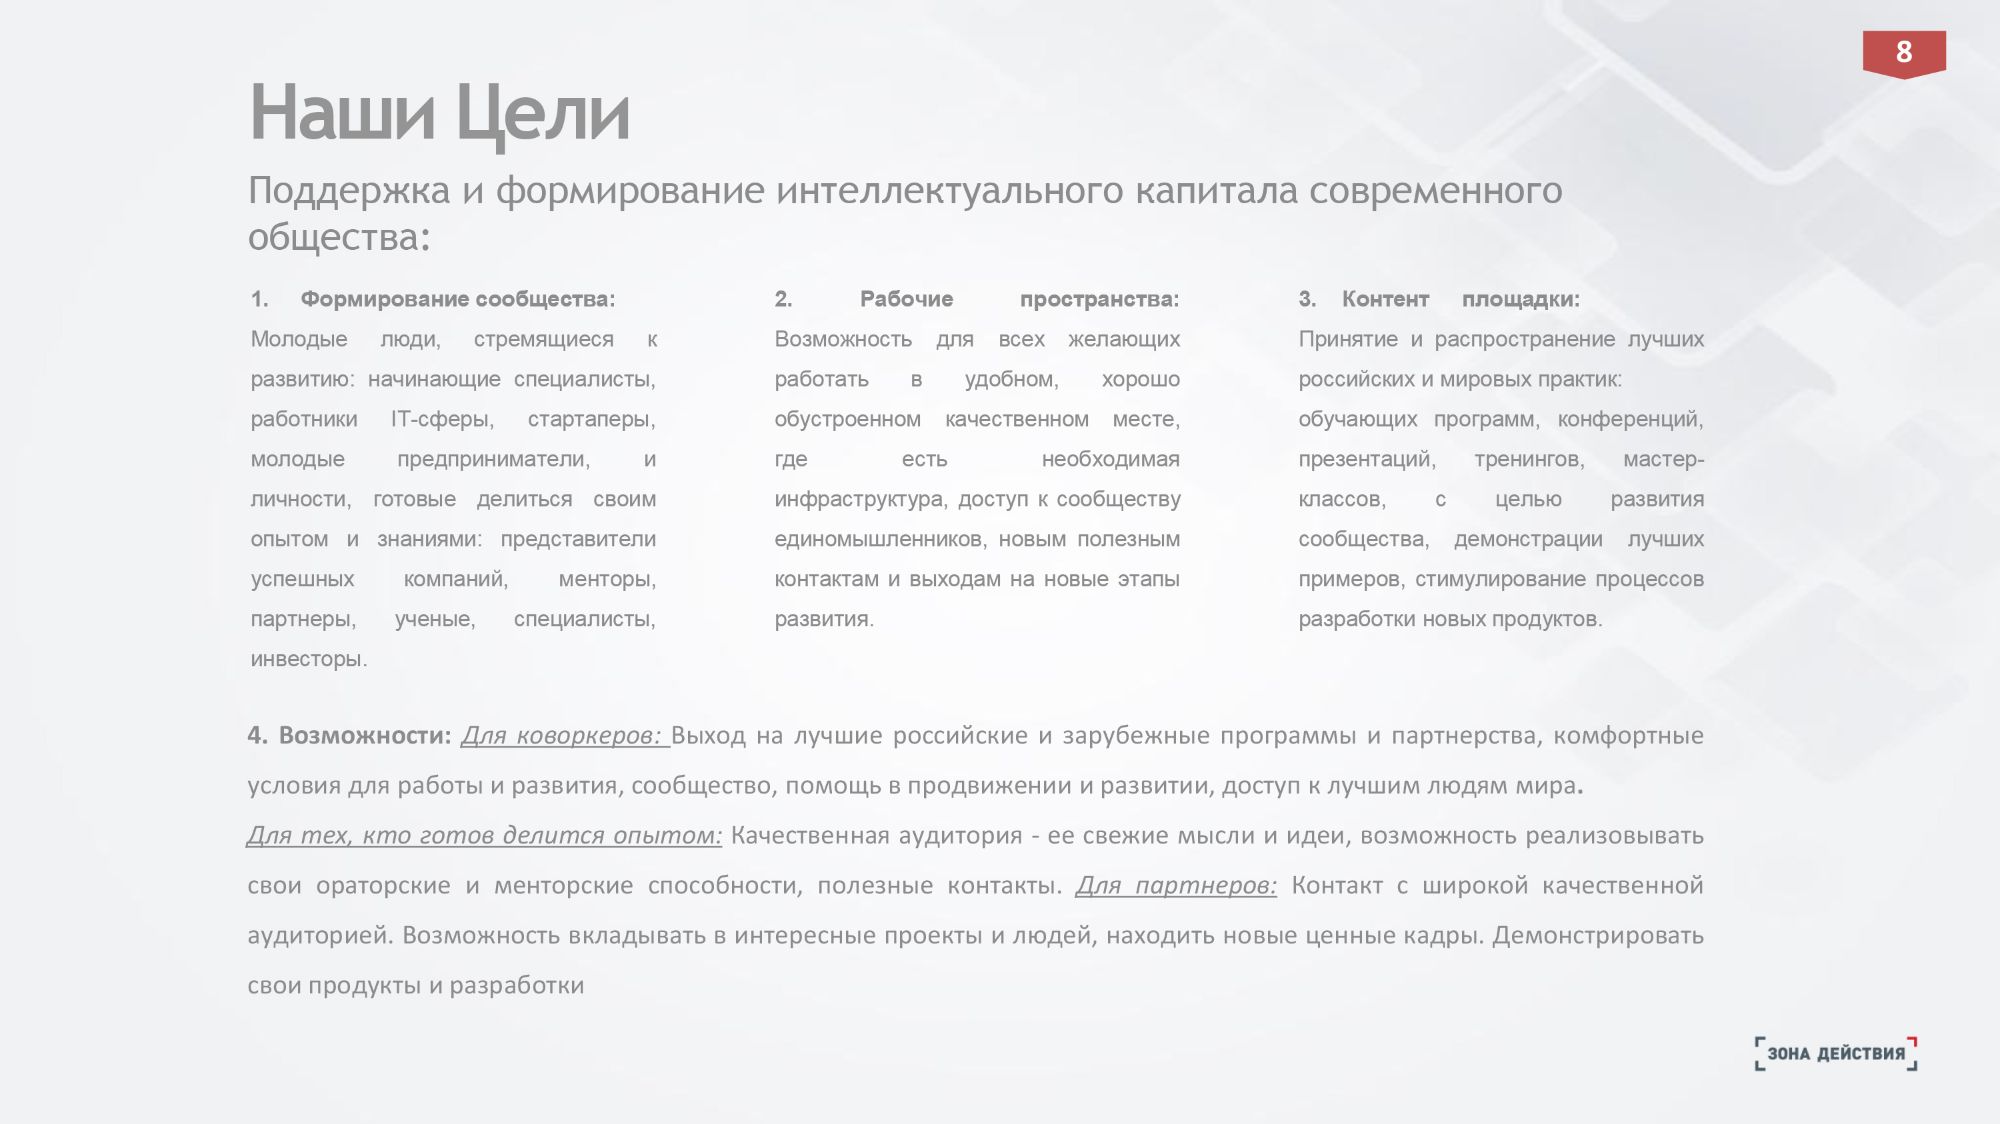 8
Наши Цели
Поддержка и формирование интеллектуального капитала современного
общества:
1. Формирование сообщества:
Молодые люди, стремящиеся к
развитию: начинающие специалисты,
работники IT-сферы, стартаперы,
молодые предприниматели, и
личности, готовые делиться своим
опытом и знаниями: представители
успешных компаний, менторы,
партнеры, ученые, специалисты,
инвесторы.
2. Рабочие пространства:
Возможность для всех желающих
работать в удобном, хорошо
обустроенном качественном месте,
где есть необходимая
инфраструктура, доступ к сообществу
единомышленников, новым полезным
контактам и выходам на новые этапы
развития.
3. Контент площадки:
Принятие и распространение лучших
российских и мировых практик:
обучающих программ, конференций,
презентаций, тренингов, мастер-
классов, с целью развития
сообщества, демонстрации лучших
примеров, стимулирование процессов
разработки новых продуктов.
4. Возможности: Для коворкеров: Выход на лучшие российские и зарубежные программы и партнерства, комфортные
условия для работы и развития, сообщество, помощь в продвижении и развитии, доступ к лучшим людям мира.
Для тех, кто готов делится опытом: Качественная аудитория - ее свежие мысли и идеи, возможность реализовывать
свои ораторские и менторские способности, полезные контакты. Для партнеров: Контакт с широкой качественной
аудиторией. Возможность вкладывать в интересные проекты и людей, находить новые ценные кадры. Демонстрировать
свои продукты и разработки
ЗОНА ДЕЙСТВИЯ